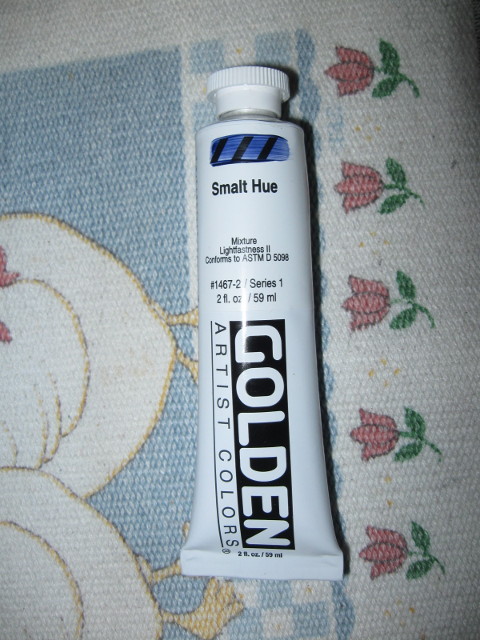 Smalt Hue
Mixture
Lightfastness II
Conforms to ASTM D 5098
#1467-2 / Series 1
2 fl. oz. / 59 ml
GOLDEN
ARTIST COLORS®
2 fl. oz. / 59 ml